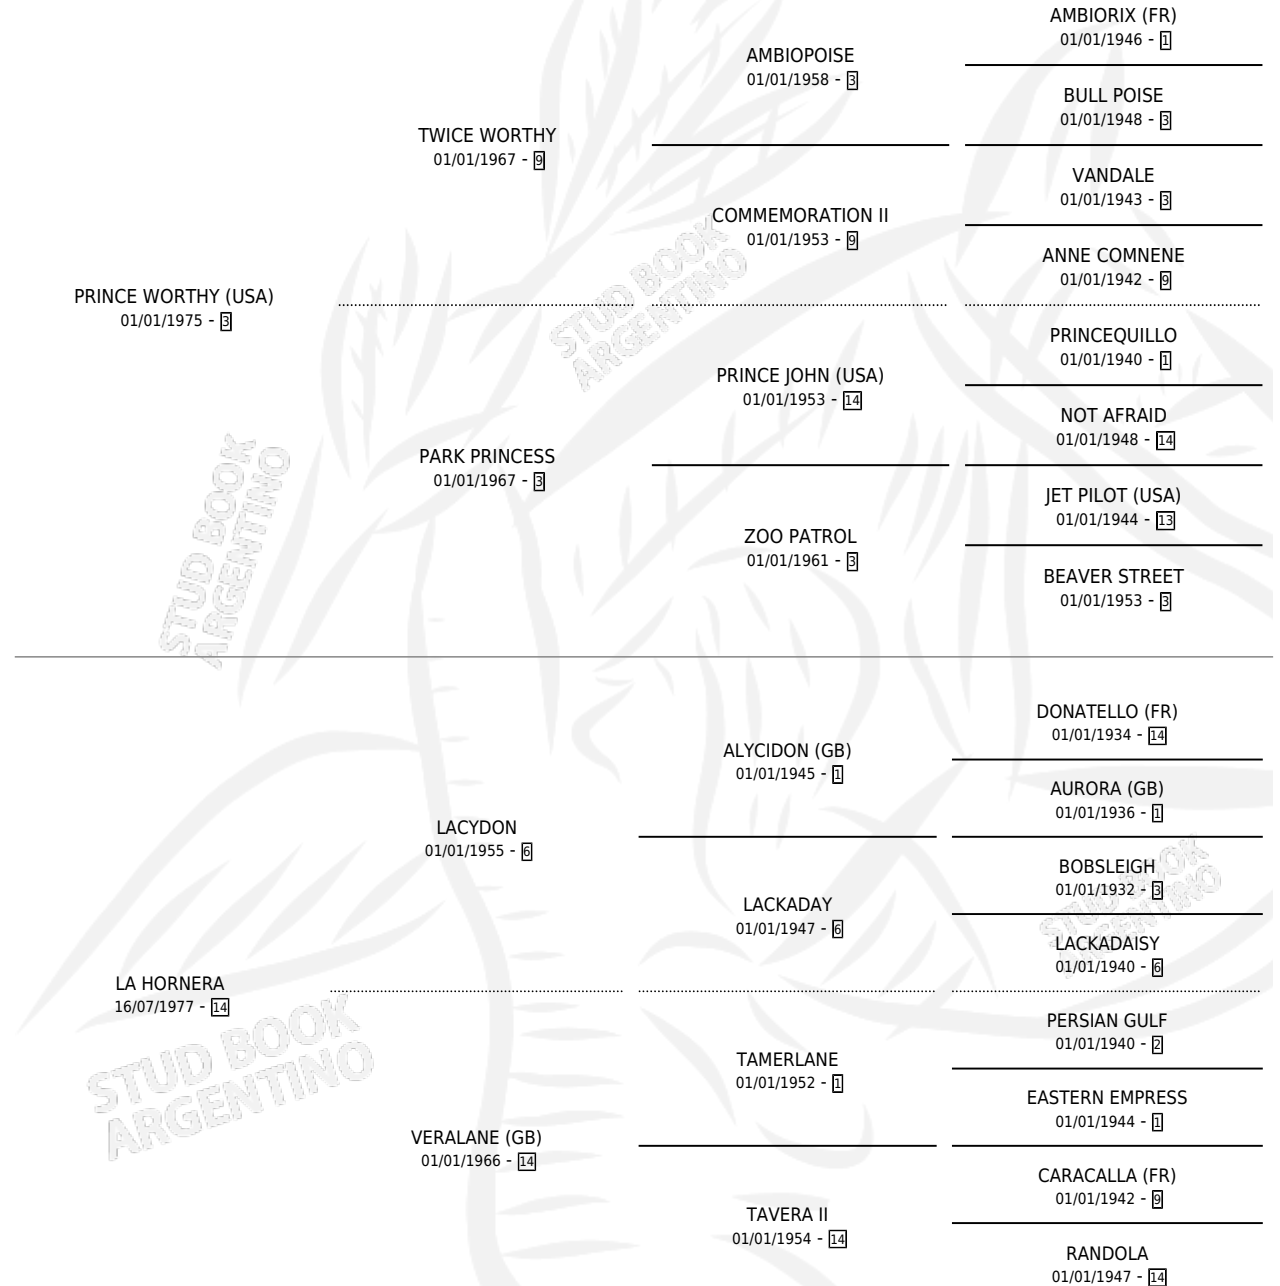 AMBIORIX (FR)
01/01/1946 - 1
AMBIOPOISE
01/01/1958 - 3
BULL POISE
01/01/1948 - 3
TWICE WORTHY
01/01/1967 - 9
VANDALE
01/01/1943 - 3
COMMEMORATION II
01/01/1953 - 9
ANNE COMNENE
01/01/1942 - 9
PRINCE WORTHY (USA)
01/01/1975 - 3
PRINCEQUILLO
01/01/1940 - 1
PRINCE JOHN (USA)
01/01/1953 - 14
NOT AFRAID
01/01/1948 - 14
PARK PRINCESS
01/01/1967 - 3
JET PILOT (USA)
01/01/1944 - 13
ZOO PATROL
01/01/1961 - 3
BEAVER STREET
01/01/1953 - 3
DONATELLO (FR)
01/01/1934 - 14
ALYCIDON (GB)
01/01/1945 - 1
AURORA (GB)
01/01/1936 - 1
LACYDON
01/01/1955 - 6
BOBSLEIGH
01/01/1932 - 3
LACKADAY
01/01/1947 - 6
LACKADAISY
01/01/1940 - 6
LA HORNERA
16/07/1977 - 14
PERSIAN GULF
01/01/1940 - 2
TAMERLANE
01/01/1952 - 1
EASTERN EMPRESS
01/01/1944 - 1
VERALANE (GB)
01/01/1966 - 14
CARACALLA (FR)
01/01/1942 - 9
TAVERA II
01/01/1954 - 14
RANDOLA
01/01/1947 - 14
STUD BOOK
ARGENTINO
STUD BOOK
ARGENTINO
STUD BOOK
ARGENTINO
STUD BOOK
ARGENTINO